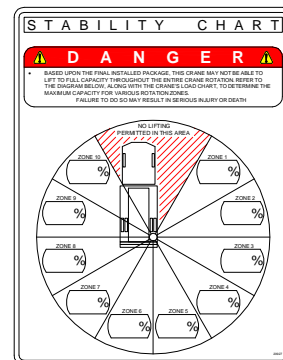 STABILITY CHART
DANGER
• BASED UPON THE FINAL INSTALLED PACKAGE, THIS CRANE MAY NOT BE ABLE TO
LIFT TO FULL CAPACITY THROUGHOUT THE ENTIRE CRANE ROTATION. REFER TO
THE DIAGRAM BELOW, ALONG WITH THE CRANE'S LOAD CHART, TO DETERMINE THE
MAXIMUM CAPACITY FOR VARIOUS ROTATION ZONES.
FAILURE TO DO SO MAY RESULT IN SERIOUS INJURY OR DEATH
NO LIFTING
PERMITTED IN THIS AREA
ZONE 10
%
ZONE 1
%
ZONE 9
%
ZONE 2
%
ZONE 8
%
ZONE 3
%
ZONE 7
%
ZONE 4
%
ZONE 6
%
ZONE 5
%